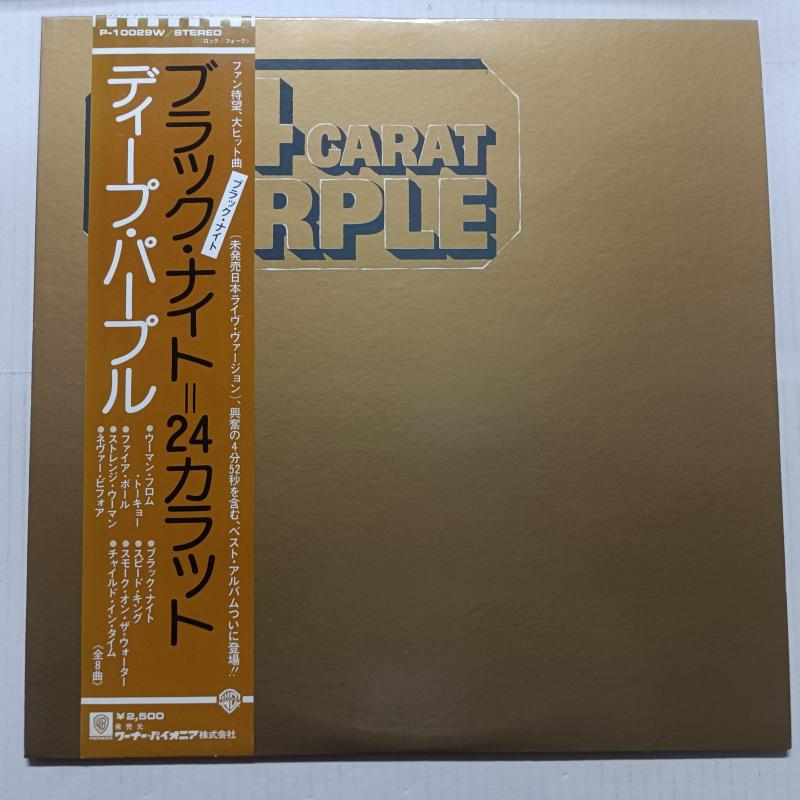 P-10029W/STEREO
(ロック/フォーク)
ファン待望、大ヒット曲
ブラック・ナイト
(未発売日本ライヴ・ヴァージョン)、興奮の4分52秒を含む、ベスト・アルバムついに登場!!
ブラック・ナイト=24カラット
ディープ・パープル
●ウーマン・フロム
・トーキョー
●ファイア・ボール
●ストレンジ・ウーマン
●ネヴァー・ビフォア
●ブラック・ナイト
●スピード・キング
●スモーク・オン・ザ・ウォーター
●チャイルド・イン・タイム
《全8曲》
¥2,500
発売元
ワーナー・パイオニア株式会社
PIONEER
4 CARAT
RPLE